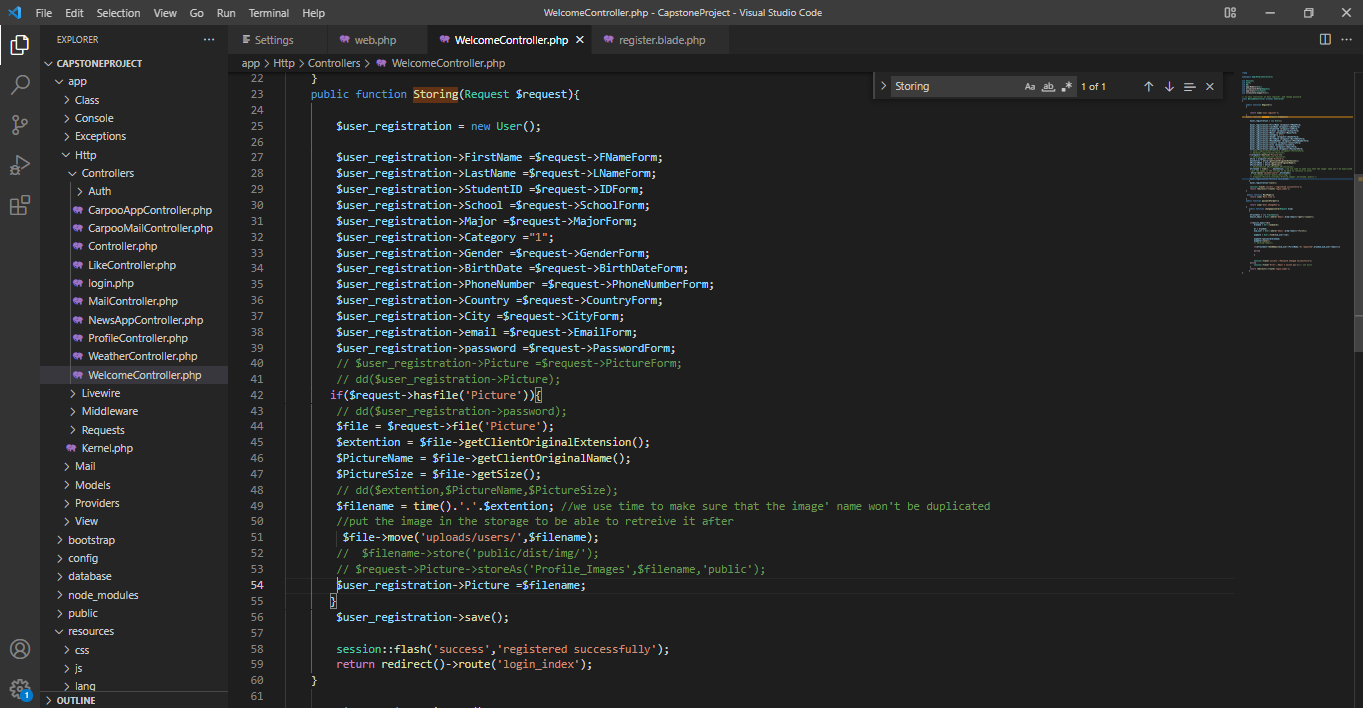 File Edit Selection View Go Run Terminal Help WelcomeController.php - CapstoneProject - Visual Studio Code
EXPLORER
Settings web.php WelcomeController.php register.blade.php
app > Http > Controllers > WelcomeController.php
CAPSTONEPROJECT
app
Class
Console
Exceptions
Http
Controllers
Auth
CarpooAppController.php
CarpooMailController.php
Controller.php
LikeController.php
login.php
MailController.php
NewsAppController.php
ProfileController.php
WeatherController.php
WelcomeController.php
Livewire
Middleware
Requests
Kernel.php
Mail
Models
Providers
View
bootstrap
config
database
node_modules
public
resources
css
js
lang
OUTLINE
1
Storing Aa ab .* 1 of 1
22 }
23 public function Storing(Request $request){
24
25 $user_registration = new User();
26
27 $user_registration->FirstName =$request->FNameForm;
28 $user_registration->LastName =$request->LNameForm;
29 $user_registration->StudentID =$request->IDForm;
30 $user_registration->School =$request->SchoolForm;
31 $user_registration->Major =$request->MajorForm;
32 $user_registration->Category ="1";
33 $user_registration->Gender =$request->GenderForm;
34 $user_registration->BirthDate =$request->BirthDateForm;
35 $user_registration->PhoneNumber =$request->PhoneNumberForm;
36 $user_registration->Country =$request->CountryForm;
37 $user_registration->City =$request->CityForm;
38 $user_registration->email =$request->EmailForm;
39 $user_registration->password =$request->PasswordForm;
40 // $user_registration->Picture =$request->PictureForm;
41 // dd($user_registration->Picture);
42 if($request->hasfile('Picture')){
43 // dd($user_registration->password);
44 $file = $request->file('Picture');
45 $extention = $file->getClientOriginalExtension();
46 $PictureName = $file->getClientOriginalName();
47 $PictureSize = $file->getSize();
48 // dd($extention,$PictureName,$PictureSize);
49 $filename = time().'.'.$extention; //we use time to make sure that the image' name won't be duplicated
50 //put the image in the storage to be able to retreive it after
51 $file->move('uploads/users/',$filename);
52 //  $filename->store('public/dist/img/');
53 // $request->Picture->storeAs('Profile_Images',$filename,'public');
54 $user_registration->Picture =$filename;
55 }
56 $user_registration->save();
57
58 session::flash('success','registered successfully');
59 return redirect()->route('login_index');
60 }
61